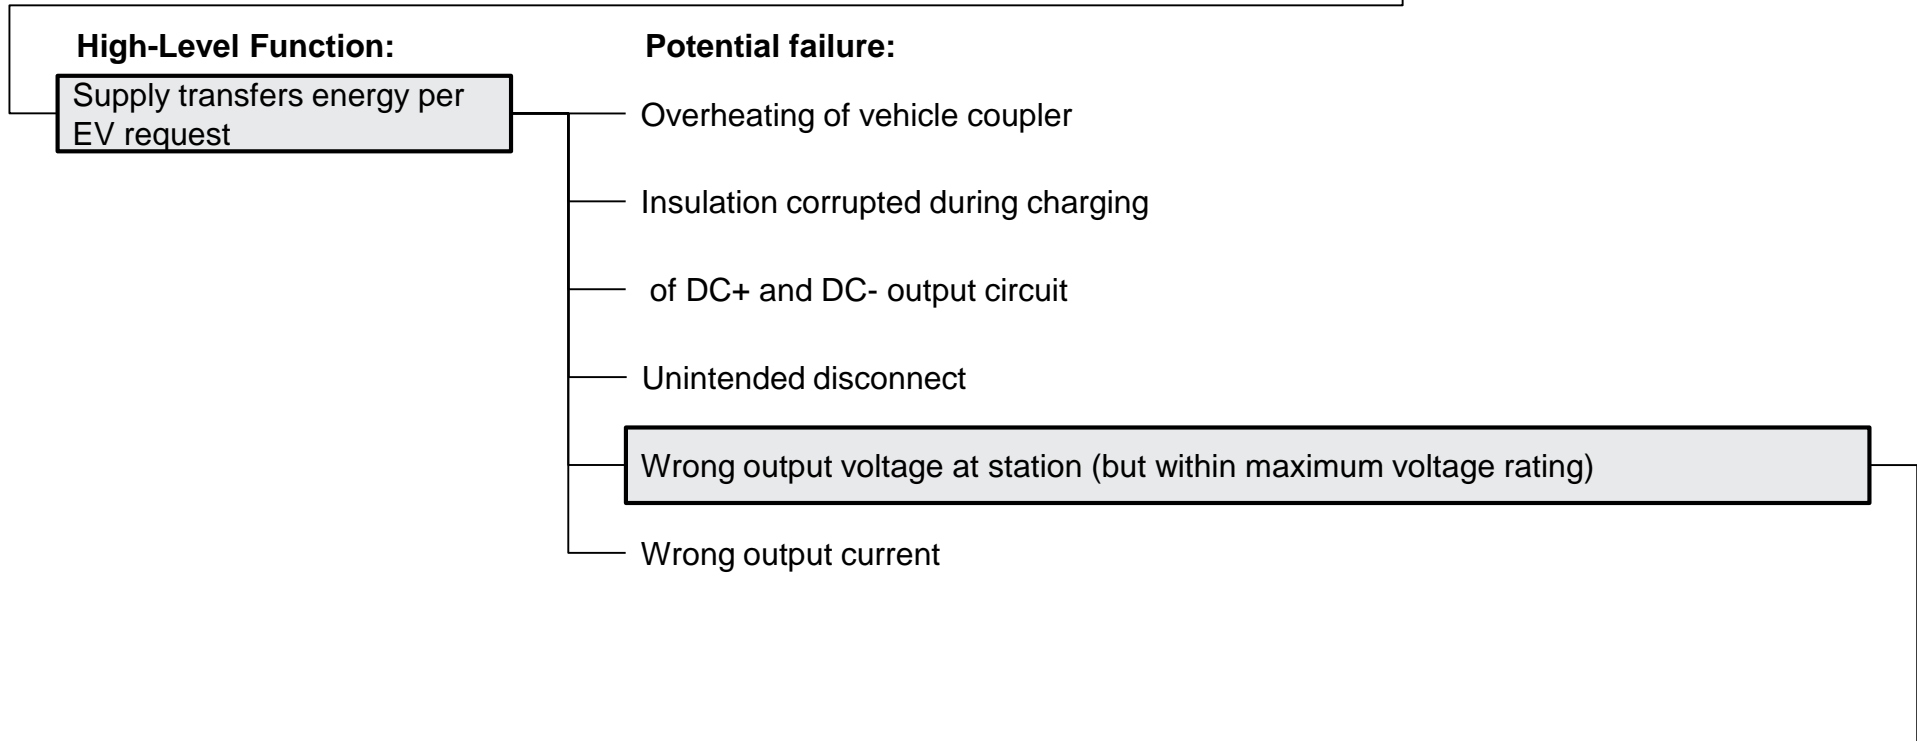 High-Level Function:
Potential failure:
Supply transfers energy per
EV request
Overheating of vehicle coupler
Insulation corrupted during charging
of DC+ and DC- output circuit
Unintended disconnect
Wrong output voltage at station (but within maximum voltage rating)
Wrong output current